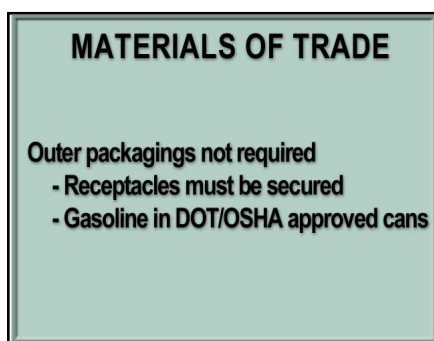 MATERIALS OF TRADE
Outer packagings not required
- Receptacles must be secured
- Gasoline in DOT/OSHA approved cans